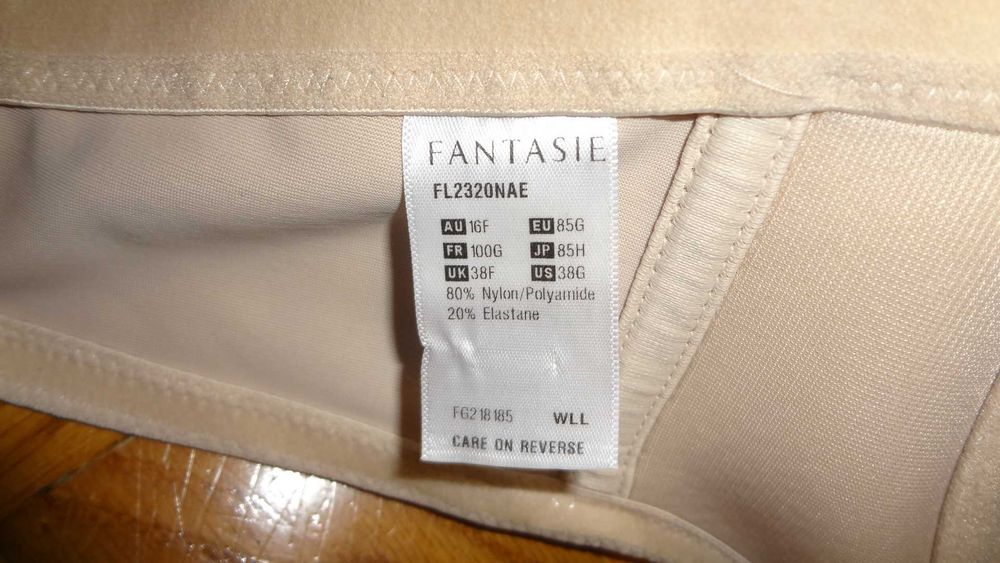 FANTASIE
FL2320NAE
AU 16F EU 85G
FR 100G JP 85H
UK 38F US 38G
80% Nylon/Polyamide
20% Elastane
FG218185 WLL
CARE ON REVERSE